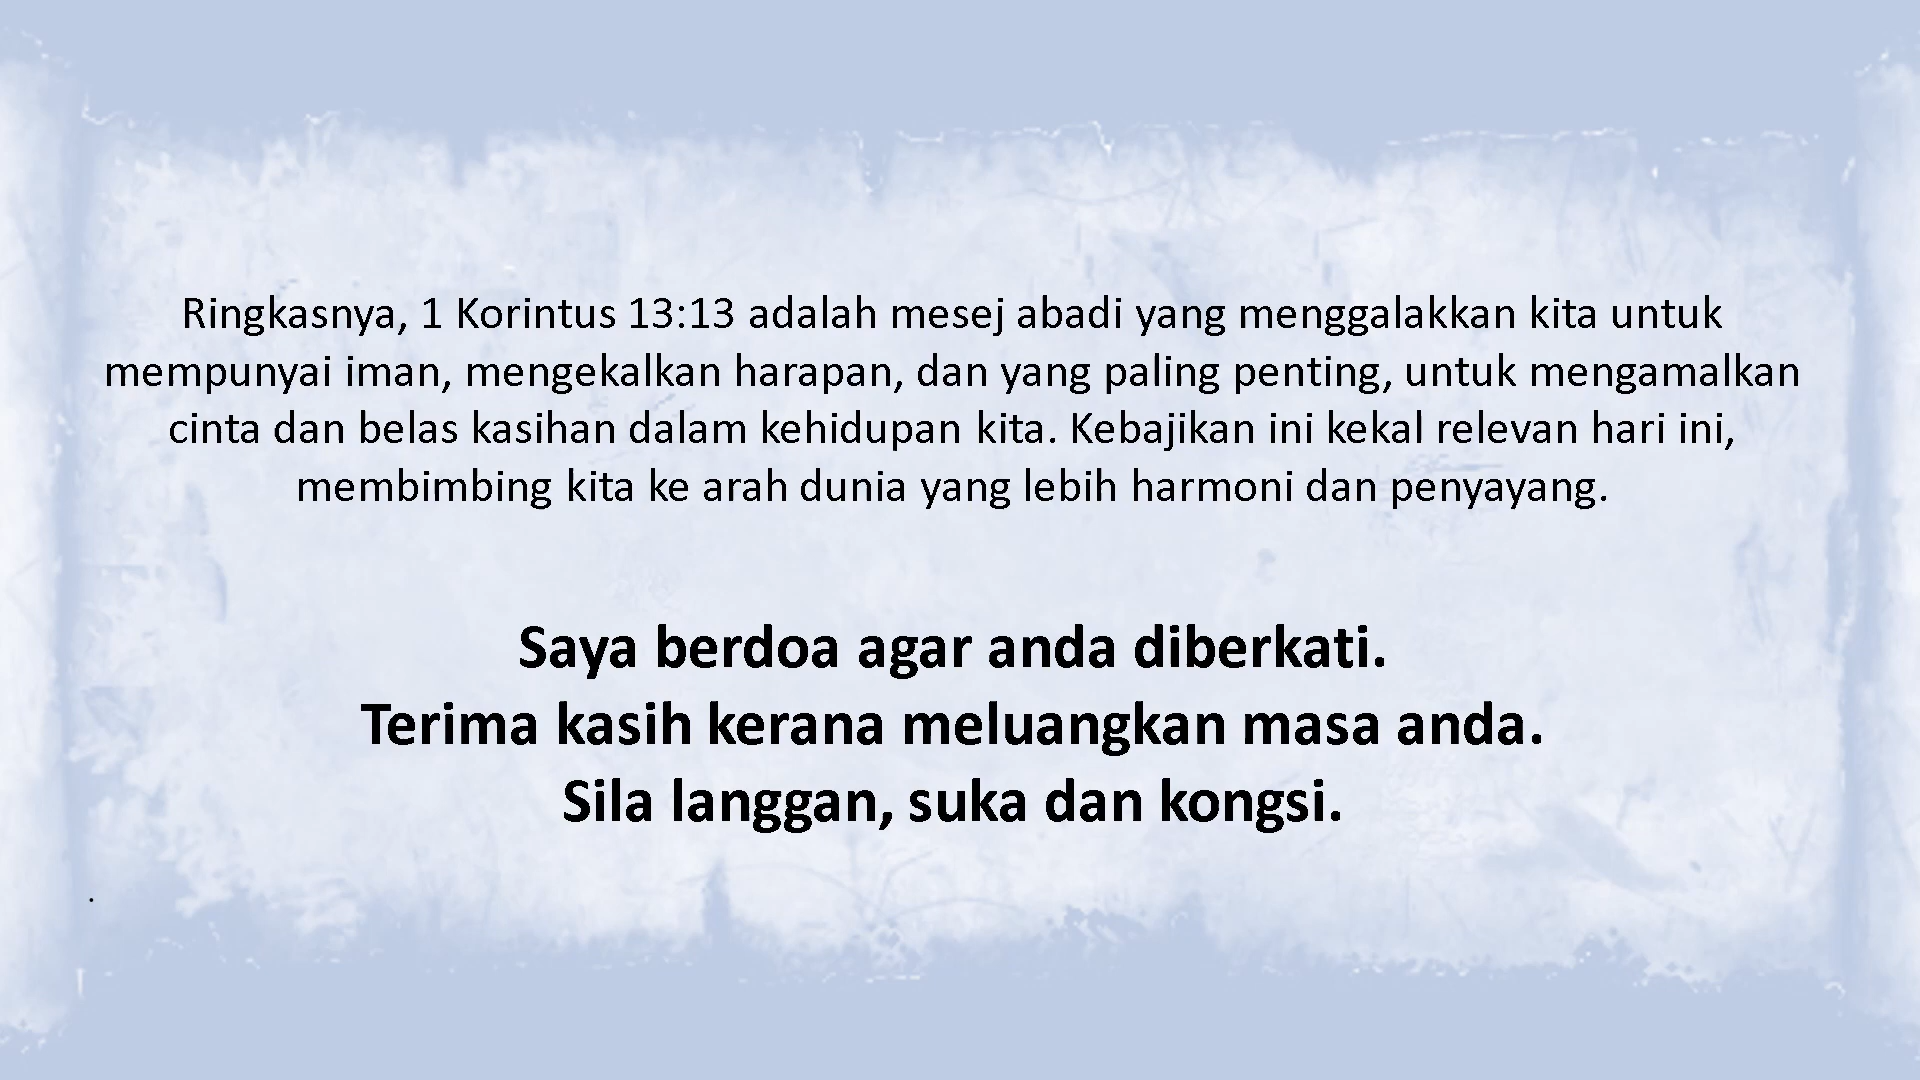 Ringkasnya, 1 Korintus 13:13 adalah mesej abadi yang menggalakkan kita untuk
mempunyai iman, mengekalkan harapan, dan yang paling penting, untuk mengamalkan
cinta dan belas kasihan dalam kehidupan kita. Kebajikan ini kekal relevan hari ini,
membimbing kita ke arah dunia yang lebih harmoni dan penyayang.
Saya berdoa agar anda diberkati.
Terima kasih kerana meluangkan masa anda.
Sila langgan, suka dan kongsi.
.